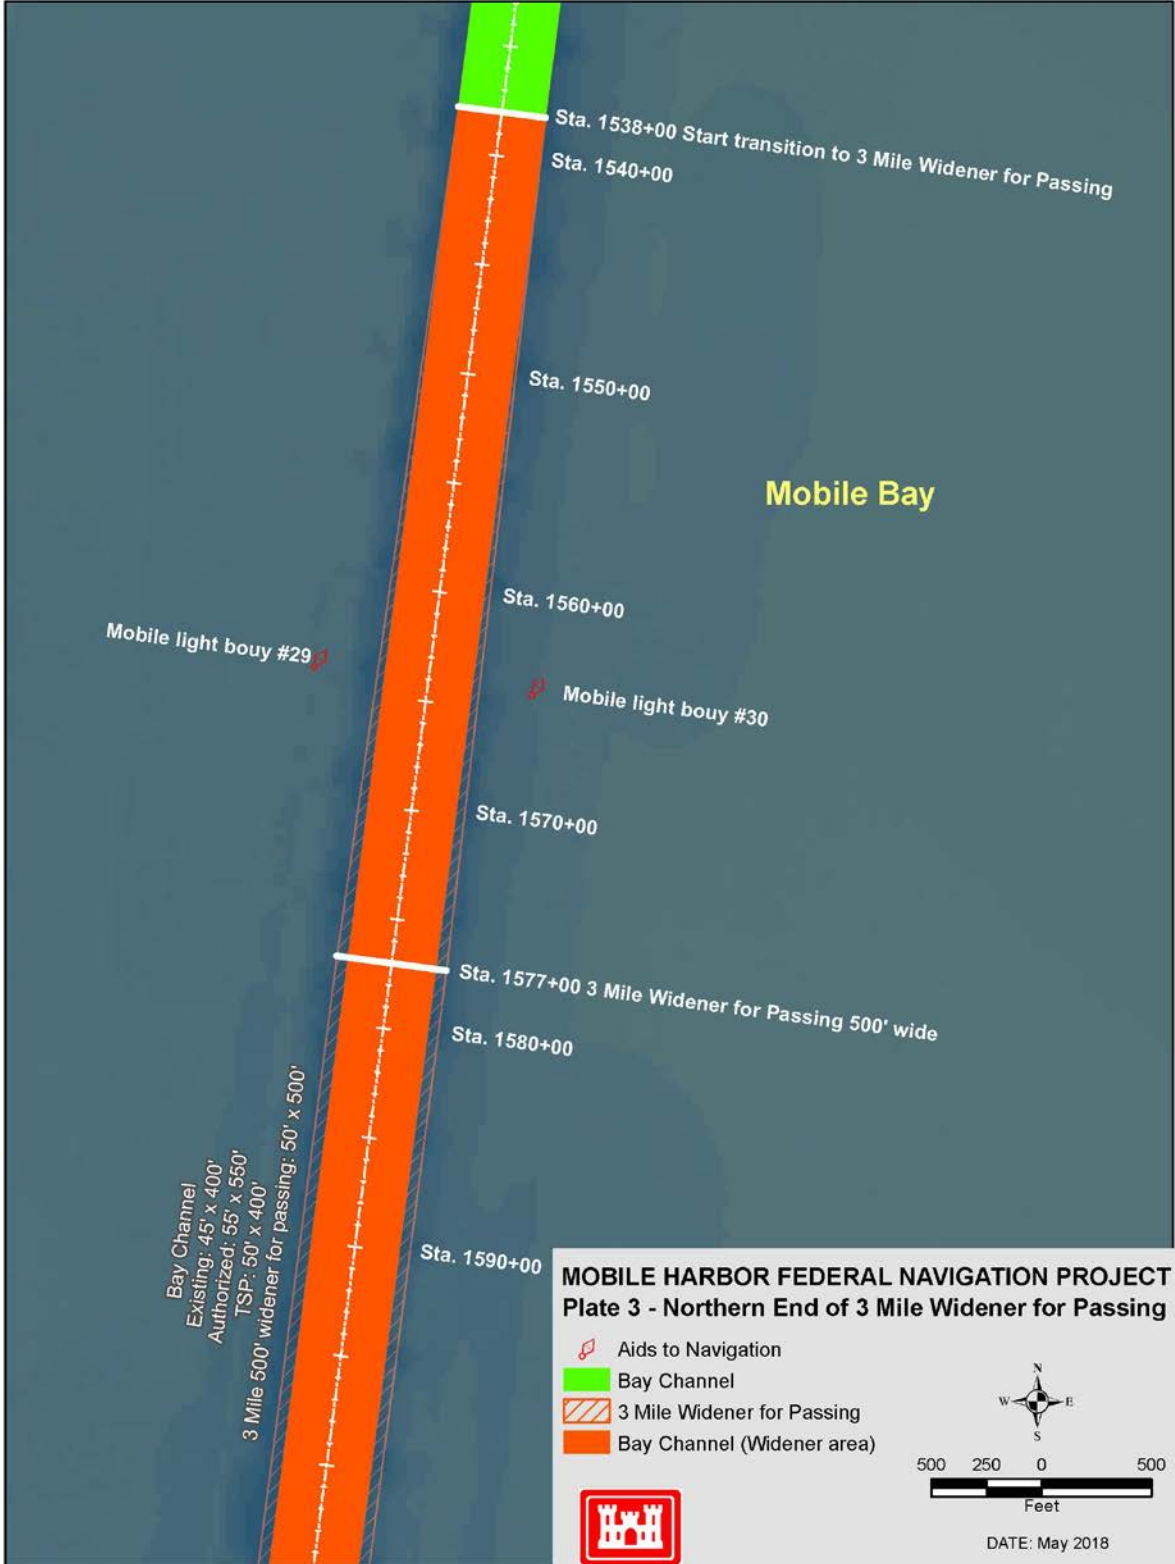 Sta. 1538+00 Start transition to 3 Mile Widener for Passing
Sta. 1540+00
Sta. 1550+00
Mobile Bay
Sta. 1560+00
Mobile light bouy #29
Mobile light bouy #30
Sta. 1570+00
Sta. 1577+00 3 Mile Widener for Passing 500' wide
Sta. 1580+00
Bay Channel
Existing: 45' x 400'
Authorized: 55' x 550'
TSP: 50' x 400'
3 Mile 500' widener for passing: 50' x 500'
Sta. 1590+00
MOBILE HARBOR FEDERAL NAVIGATION PROJECT
Plate 3 - Northern End of 3 Mile Widener for Passing
Aids to Navigation
Bay Channel
3 Mile Widener for Passing
Bay Channel (Widener area)
N
W E
S
500 250 0 500
Feet
DATE: May 2018